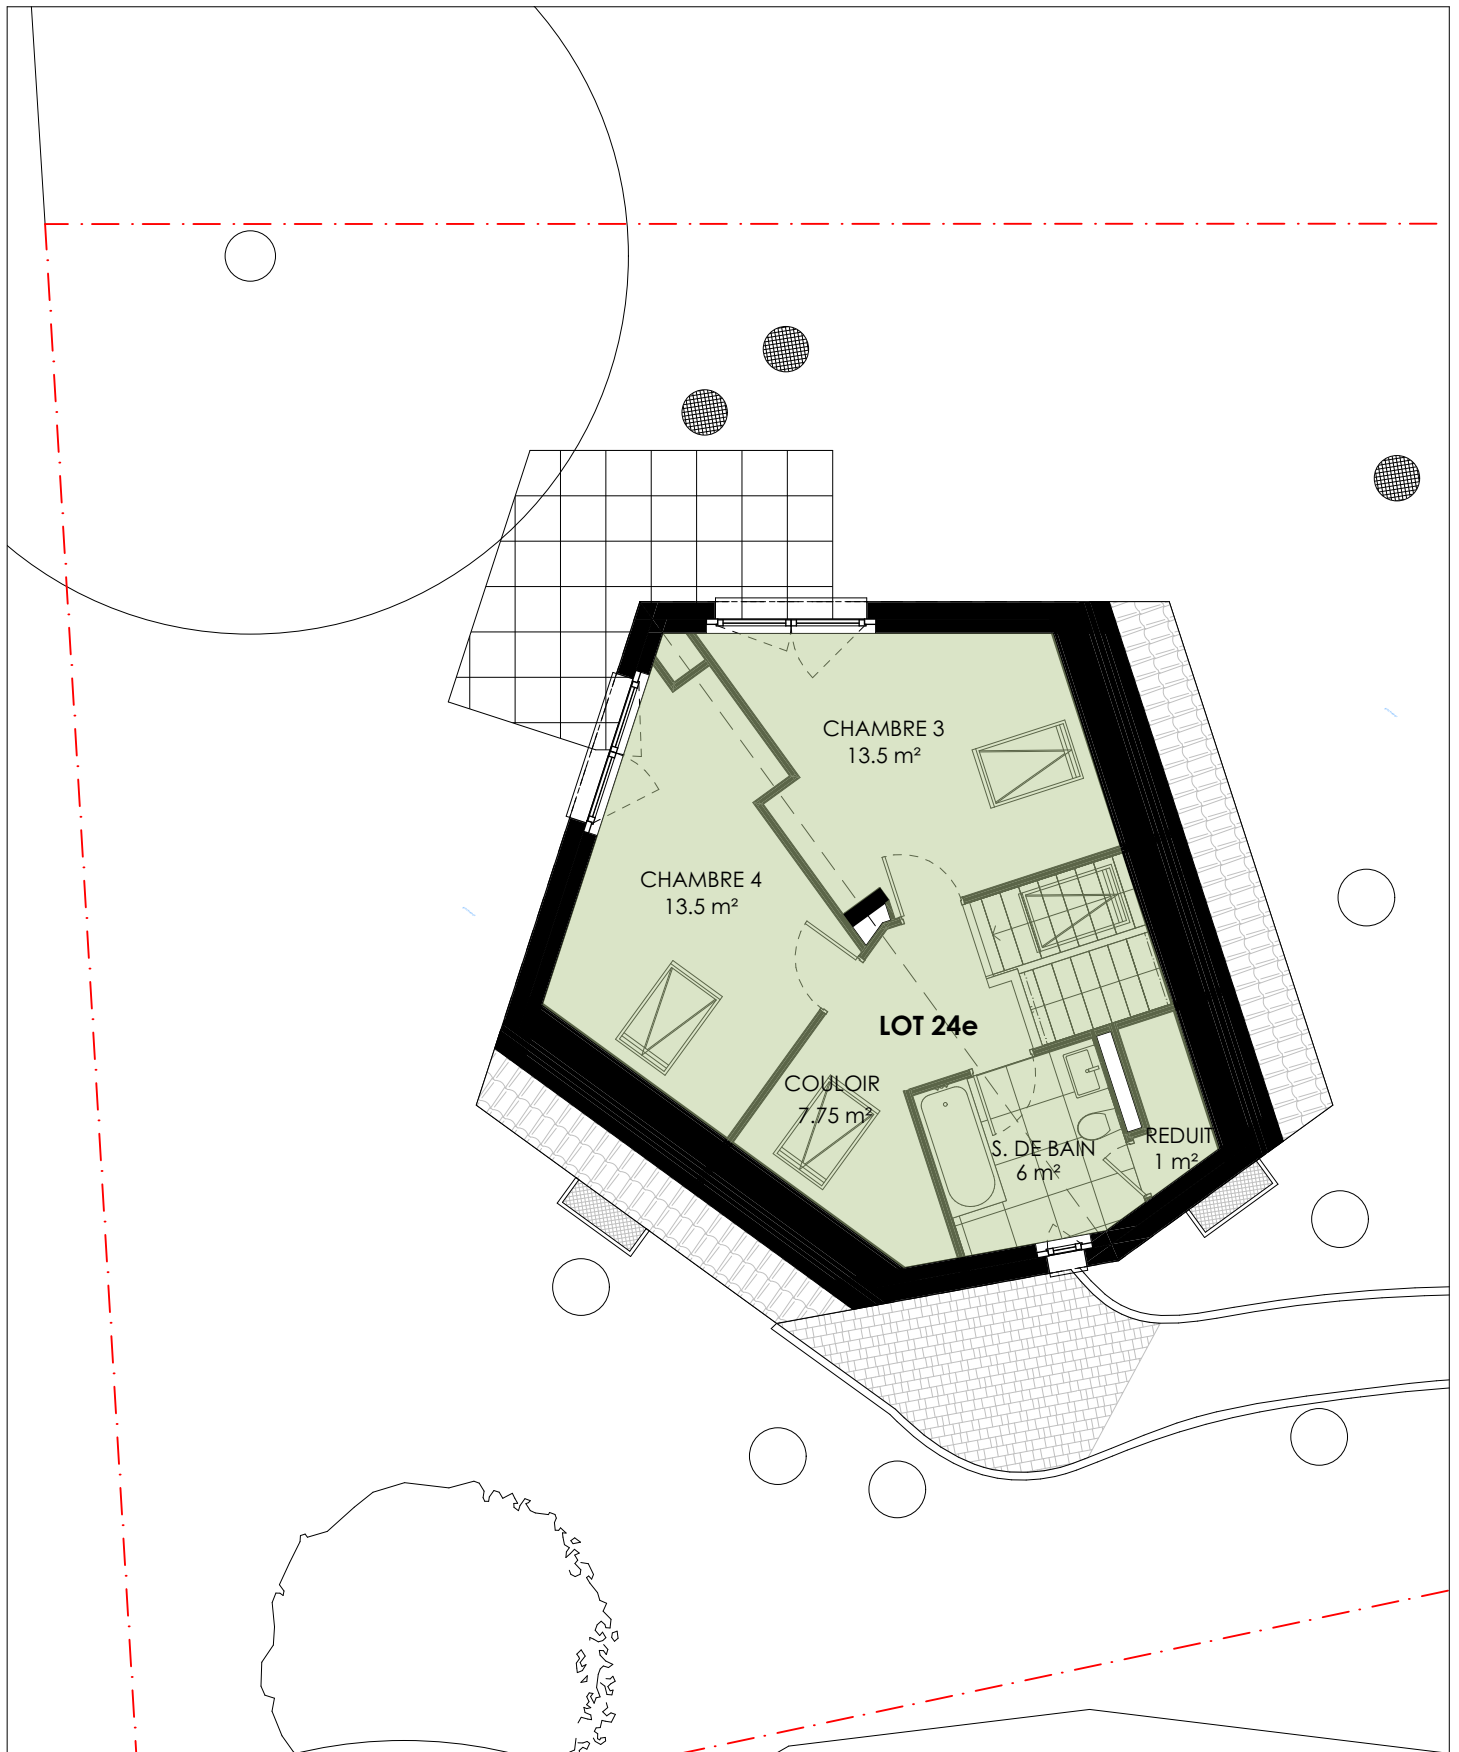 CHAMBRE 3
13.5 m²
CHAMBRE 4
13.5 m²
LOT 24e
COULOIR
7.75 m²
S. DE BAIN
6 m²
REDUIT
1 m²